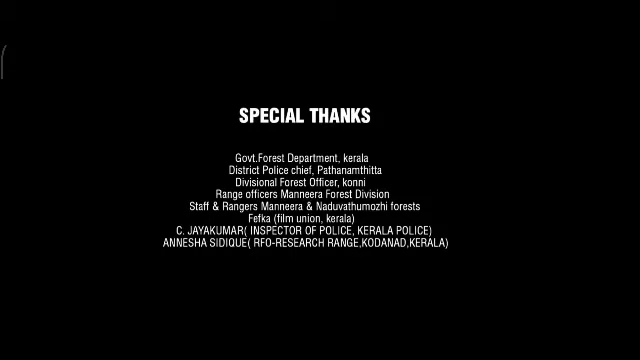 SPECIAL THANKS
Govt.Forest Department, kerala
District Police chief, Pathanamthitta
Divisional Forest Officer, konni
Range officers Manneera Forest Division
Staff & Rangers Manneera & Naduvathumozhi forests
Fefka (film union, kerala)
C. JAYAKUMAR( INSPECTOR OF POLICE, KERALA POLICE)
ANNESHA SIDIQUE( RFO-RESEARCH RANGE,KODANAD,KERALA)